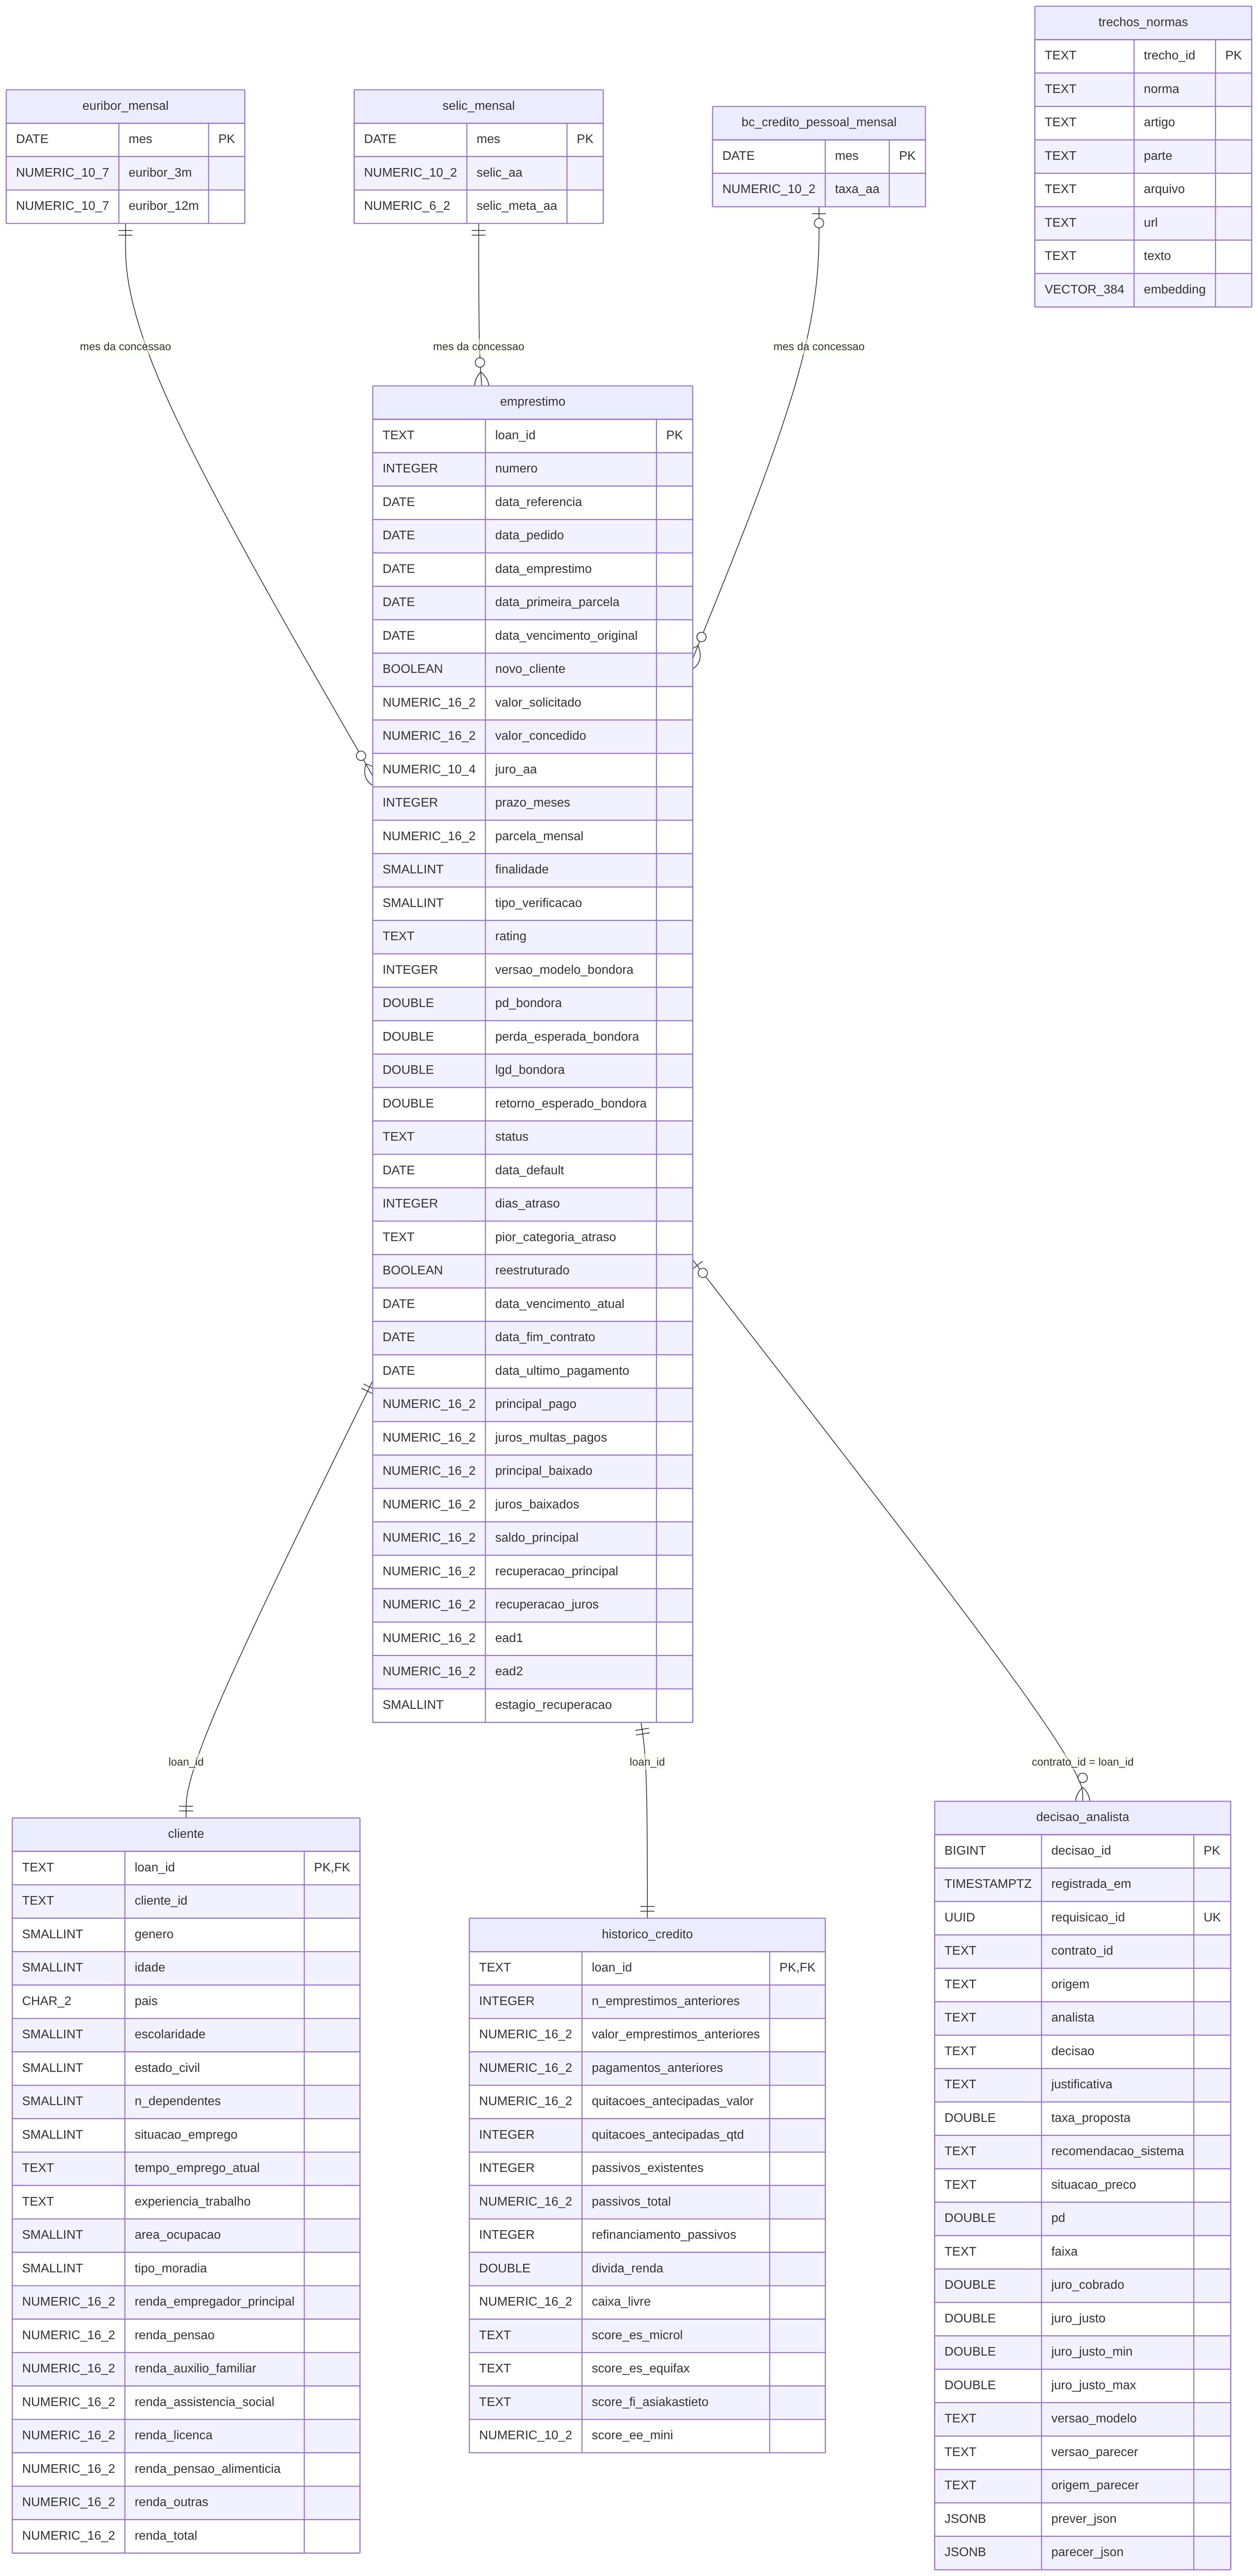 trechos_normas
TEXT trecho_id PK
TEXT norma
TEXT artigo
TEXT parte
TEXT arquivo
TEXT url
TEXT texto
VECTOR_384 embedding
euribor_mensal
DATE mes PK
NUMERIC_10_7 euribor_3m
NUMERIC_10_7 euribor_12m
selic_mensal
DATE mes PK
NUMERIC_10_2 selic_aa
NUMERIC_6_2 selic_meta_aa
bc_credito_pessoal_mensal
DATE mes PK
NUMERIC_10_2 taxa_aa
mes da concessao
mes da concessao
mes da concessao
emprestimo
TEXT loan_id PK
INTEGER numero
DATE data_referencia
DATE data_pedido
DATE data_emprestimo
DATE data_primeira_parcela
DATE data_vencimento_original
BOOLEAN novo_cliente
NUMERIC_16_2 valor_solicitado
NUMERIC_16_2 valor_concedido
NUMERIC_10_4 juro_aa
INTEGER prazo_meses
NUMERIC_16_2 parcela_mensal
SMALLINT finalidade
SMALLINT tipo_verificacao
TEXT rating
INTEGER versao_modelo_bondora
DOUBLE pd_bondora
DOUBLE perda_esperada_bondora
DOUBLE lgd_bondora
DOUBLE retorno_esperado_bondora
TEXT status
DATE data_default
INTEGER dias_atraso
TEXT pior_categoria_atraso
BOOLEAN reestruturado
DATE data_vencimento_atual
DATE data_fim_contrato
DATE data_ultimo_pagamento
NUMERIC_16_2 principal_pago
NUMERIC_16_2 juros_multas_pagos
NUMERIC_16_2 principal_baixado
NUMERIC_16_2 juros_baixados
NUMERIC_16_2 saldo_principal
NUMERIC_16_2 recuperacao_principal
NUMERIC_16_2 recuperacao_juros
NUMERIC_16_2 ead1
NUMERIC_16_2 ead2
SMALLINT estagio_recuperacao
loan_id
loan_id
contrato_id = loan_id
cliente
TEXT loan_id PK,FK
TEXT cliente_id
SMALLINT genero
SMALLINT idade
CHAR_2 pais
SMALLINT escolaridade
SMALLINT estado_civil
SMALLINT n_dependentes
SMALLINT situacao_emprego
TEXT tempo_emprego_atual
TEXT experiencia_trabalho
SMALLINT area_ocupacao
SMALLINT tipo_moradia
NUMERIC_16_2 renda_empregador_principal
NUMERIC_16_2 renda_pensao
NUMERIC_16_2 renda_auxilio_familiar
NUMERIC_16_2 renda_assistencia_social
NUMERIC_16_2 renda_licenca
NUMERIC_16_2 renda_pensao_alimenticia
NUMERIC_16_2 renda_outras
NUMERIC_16_2 renda_total
historico_credito
TEXT loan_id PK,FK
INTEGER n_emprestimos_anteriores
NUMERIC_16_2 valor_emprestimos_anteriores
NUMERIC_16_2 pagamentos_anteriores
NUMERIC_16_2 quitacoes_antecipadas_valor
INTEGER quitacoes_antecipadas_qtd
INTEGER passivos_existentes
NUMERIC_16_2 passivos_total
INTEGER refinanciamento_passivos
DOUBLE divida_renda
NUMERIC_16_2 caixa_livre
TEXT score_es_microl
TEXT score_es_equifax
TEXT score_fi_asiakastieto
NUMERIC_10_2 score_ee_mini
decisao_analista
BIGINT decisao_id PK
TIMESTAMPTZ registrada_em
UUID requisicao_id UK
TEXT contrato_id
TEXT origem
TEXT analista
TEXT decisao
TEXT justificativa
DOUBLE taxa_proposta
TEXT recomendacao_sistema
TEXT situacao_preco
DOUBLE pd
TEXT faixa
DOUBLE juro_cobrado
DOUBLE juro_justo
DOUBLE juro_justo_min
DOUBLE juro_justo_max
TEXT versao_modelo
TEXT versao_parecer
TEXT origem_parecer
JSONB prever_json
JSONB parecer_json